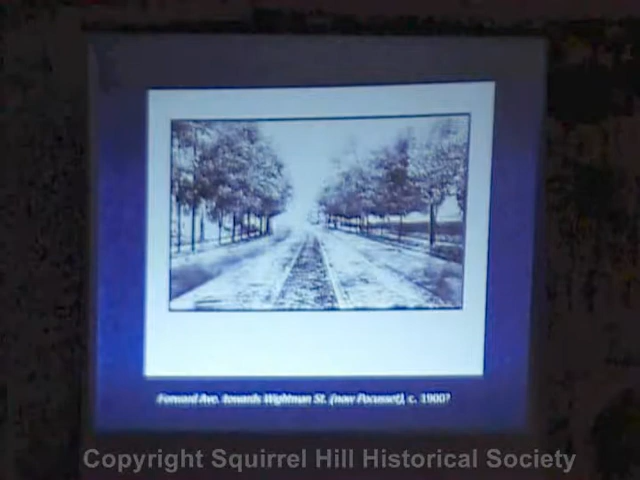 Forward Ave. towards Wightman St. (now Pocusset), c. 1900?
Copyright Squirrel Hill Historical Society